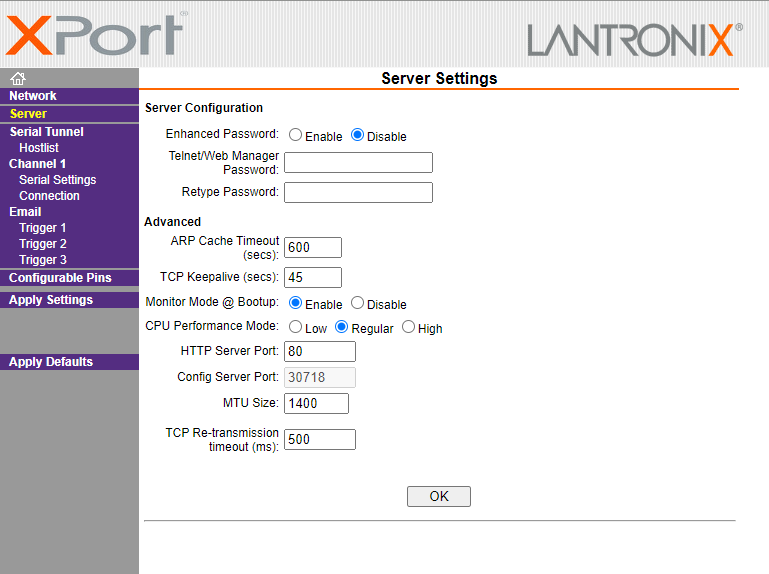 XPort®
LANTRONIX®
Network
Server
Serial Tunnel
Hostlist
Channel 1
Serial Settings
Connection
Email
Trigger 1
Trigger 2
Trigger 3
Configurable Pins
Apply Settings
Apply Defaults
Server Settings
Server Configuration
Enhanced Password: Enable Disable
Telnet/Web Manager
Password:
Retype Password:
Advanced
ARP Cache Timeout
(secs): 600
TCP Keepalive (secs): 45
Monitor Mode @ Bootup: Enable Disable
CPU Performance Mode: Low Regular High
HTTP Server Port: 80
Config Server Port: 30718
MTU Size: 1400
TCP Re-transmission
timeout (ms): 500
OK